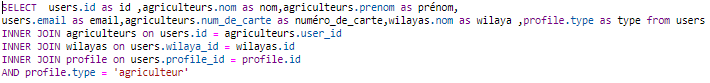 SELECT  users.id as id ,agriculteurs.nom as nom,agriculteurs.prenom as prénom,
users.email as email,agriculteurs.num_de_carte as numéro_de_carte,wilayas.nom as wilaya ,profile.type as type from users
INNER JOIN agriculteurs on users.id = agriculteurs.user_id
INNER JOIN wilayas on users.wilaya_id = wilayas.id
INNER JOIN profile on users.profile_id = profile.id
AND profile.type = 'agriculteur'